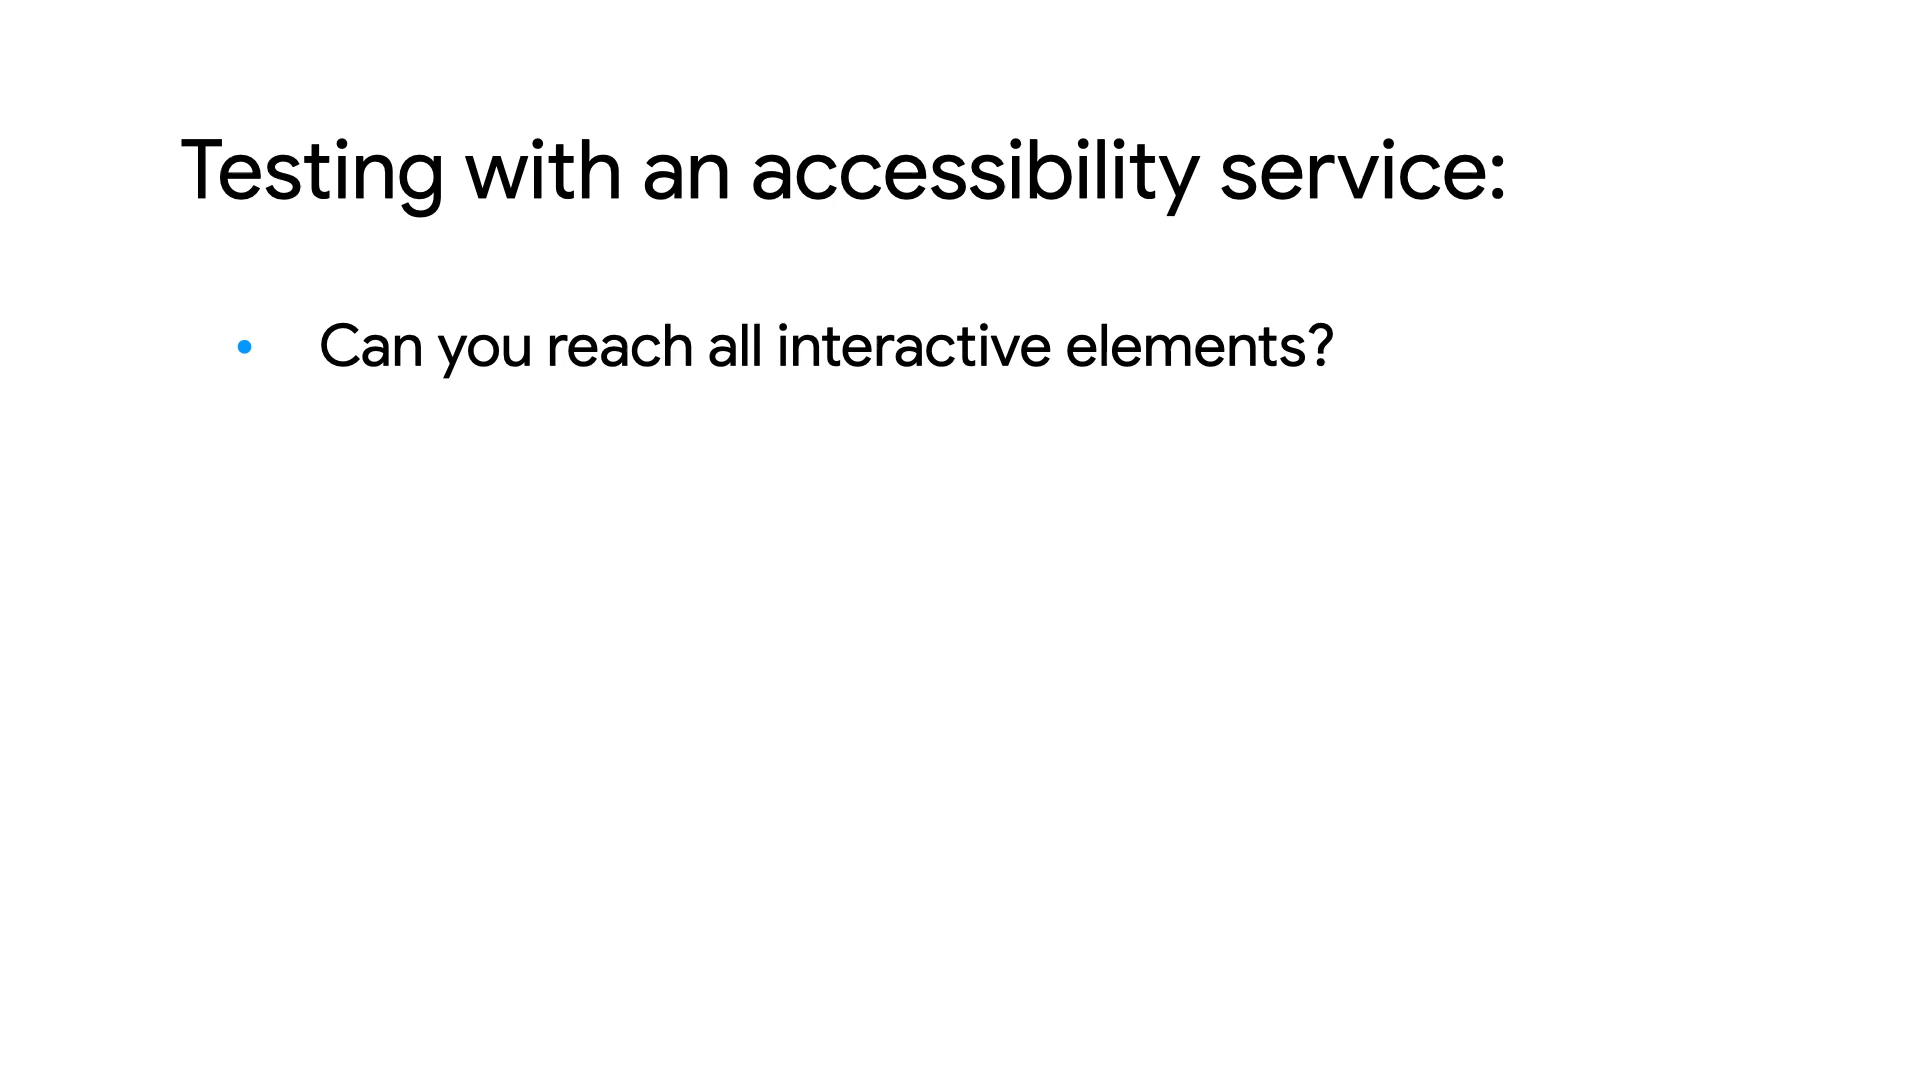 Testing with an accessibility service:
• Can you reach all interactive elements?